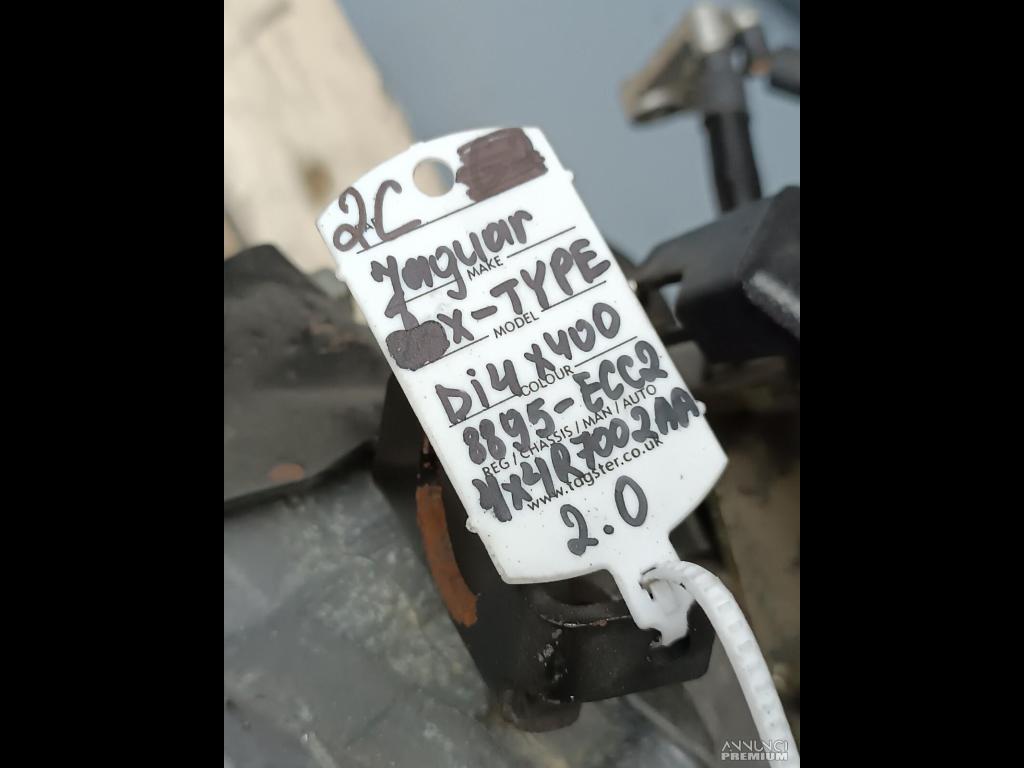 2C
Jaguar
MAKE
X-TYPE
MODEL
Di4X400
COLOUR
8895-ECC2
REG / CHASSIS / MAN / AUTO
4x4R7002AA
www.tagster.co.uk
2.0
ANNUNCI
PREMIUM